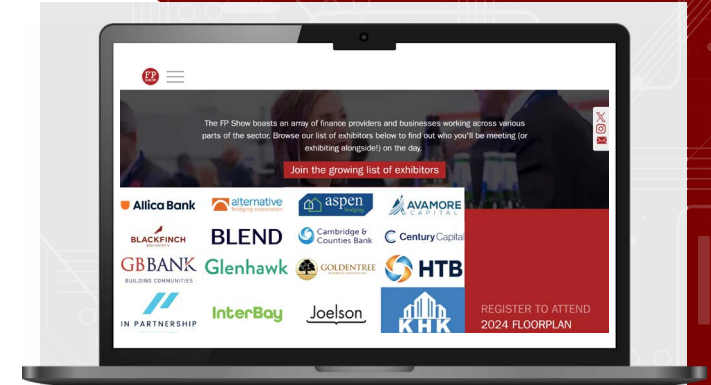 FP
SHOW
The FP Show boasts an array of finance providers and businesses working across various
parts of the sector. Browse our list of exhibitors below to find out who you'll be meeting (or
exhibiting alongside!) on the day.
Join the growing list of exhibitors
Allica Bank
alternative
bridging corporation
aspen
bridging
AVAMORE
CAPITAL
BLACKFINCH
PROPERTY
BLEND
Cambridge &
Counties Bank
Century Capital
GBBANK
BUILDING COMMUNITIES
Glenhawk
GOLDENTREE
HTB
IN PARTNERSHIP
InterBay
Joelson
KHK
REGISTER TO ATTEND
2024 FLOORPLAN